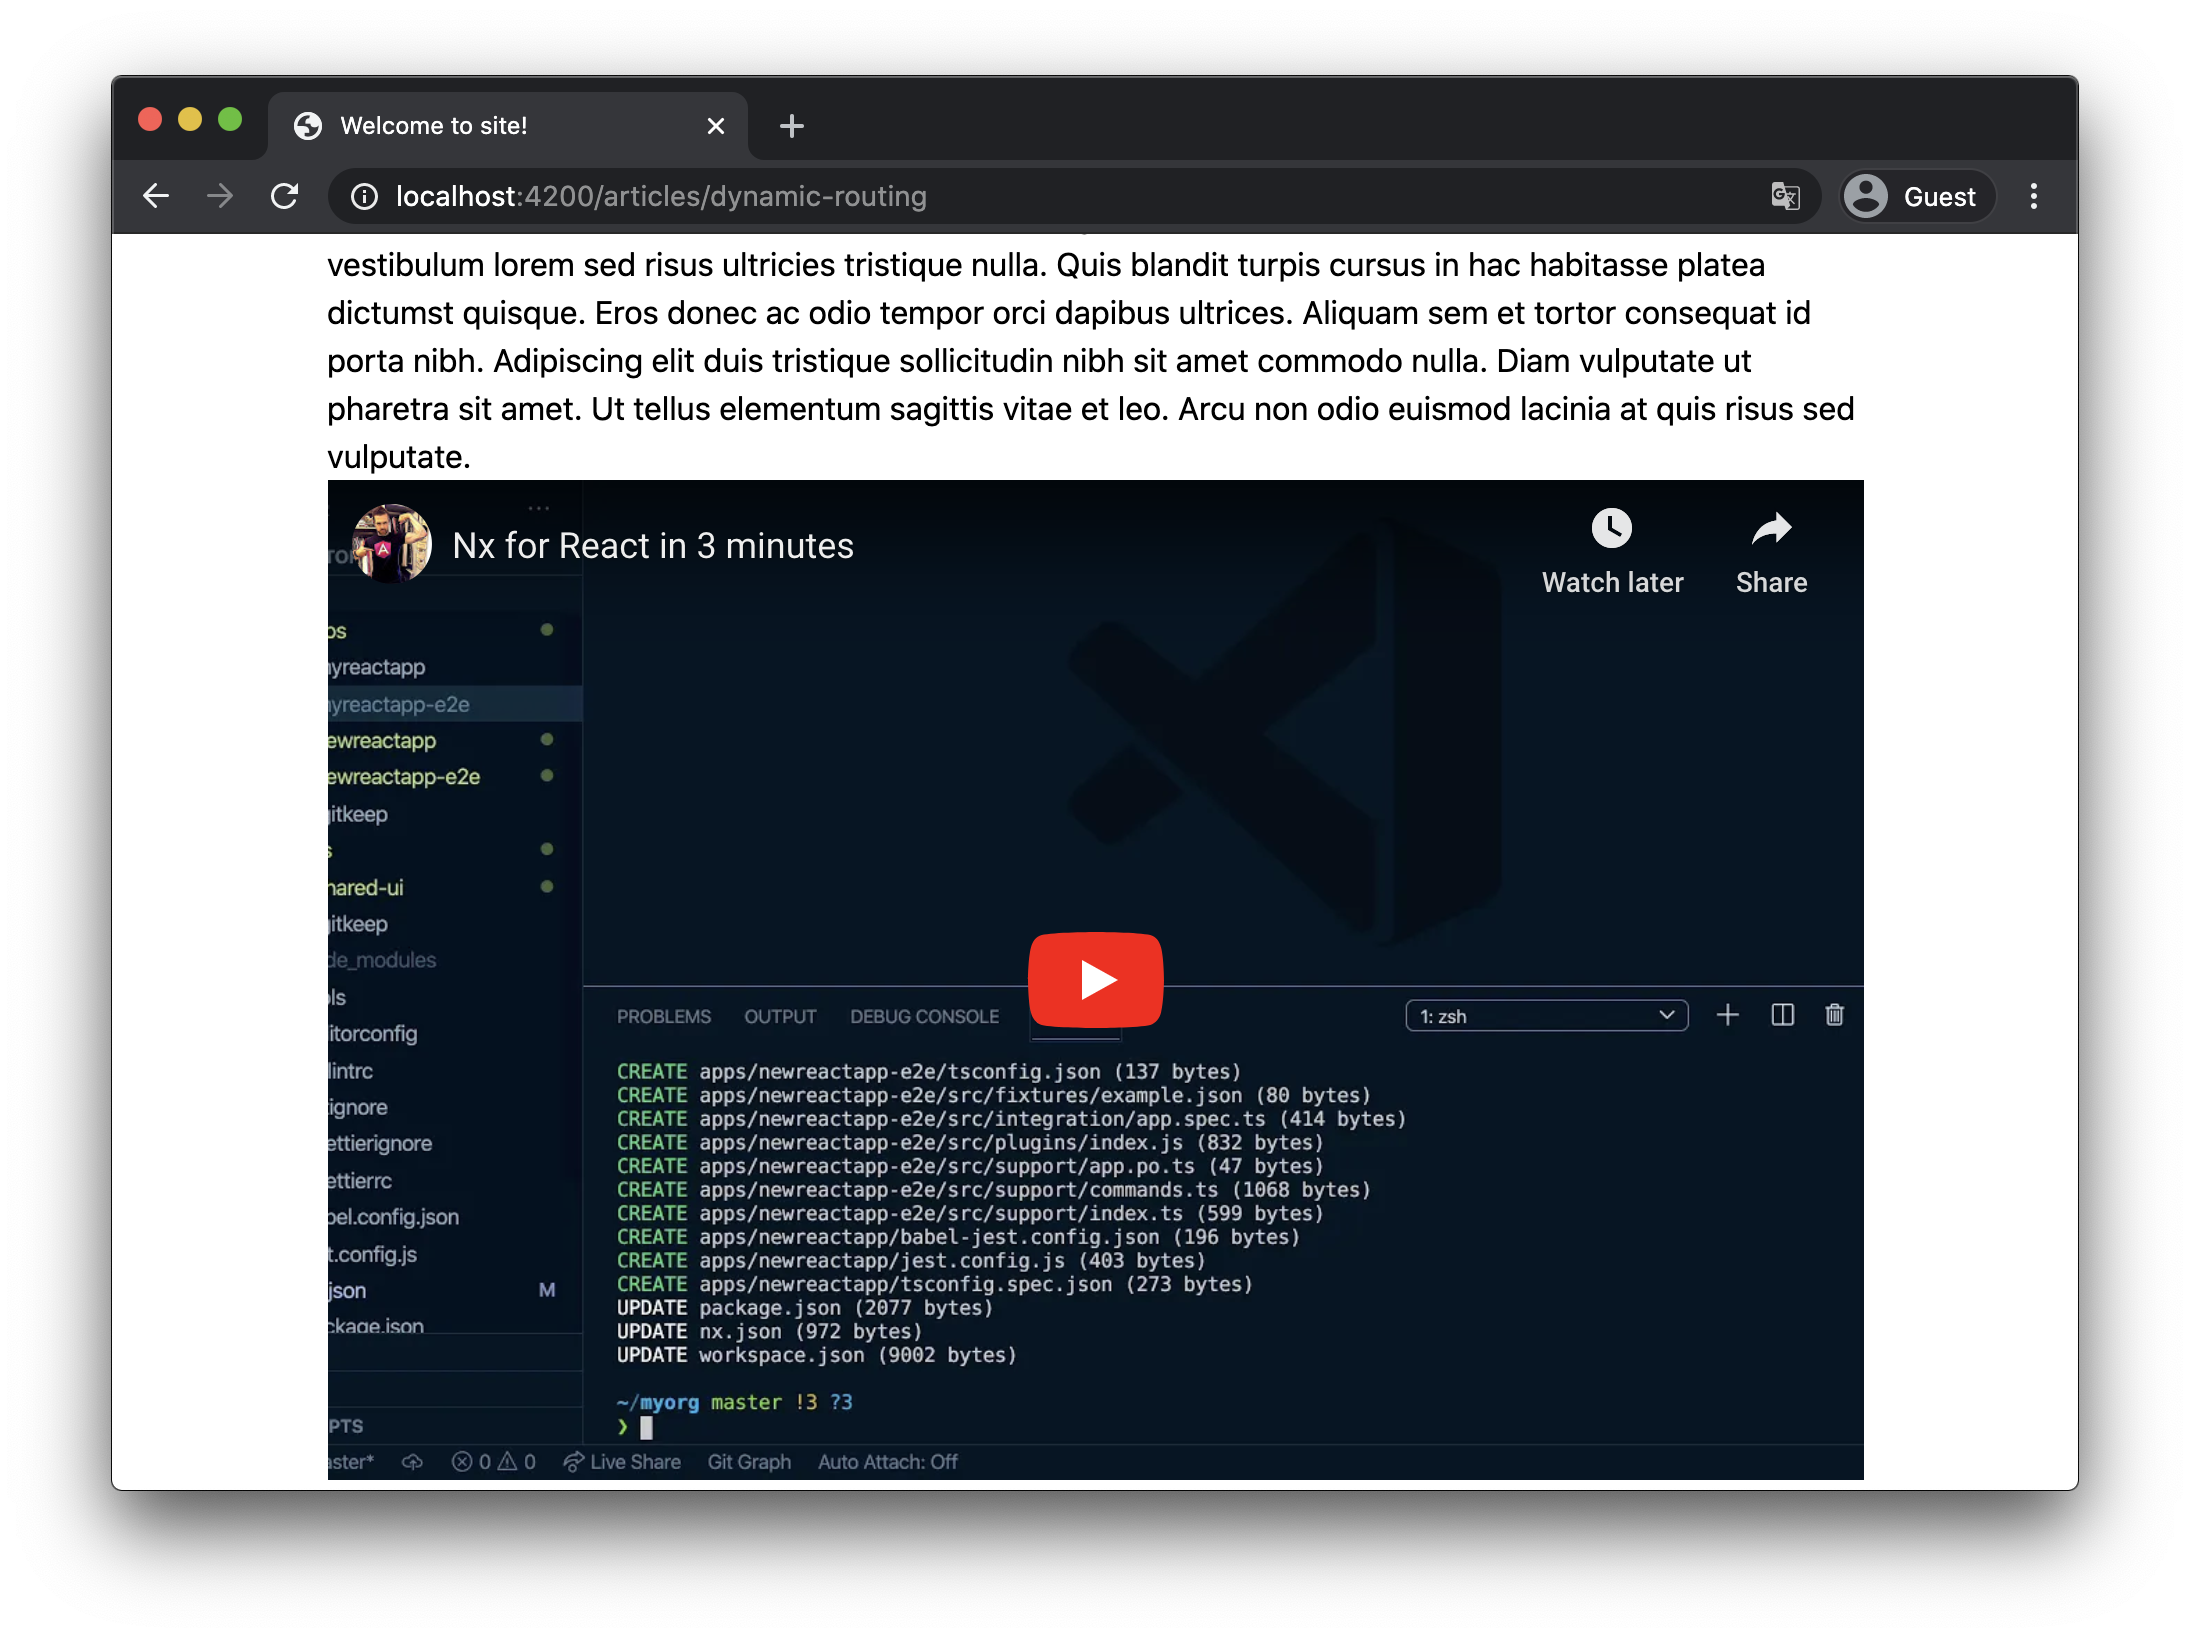 Welcome to site!
localhost:4200/articles/dynamic-routing
Guest
vestibulum lorem sed risus ultricies tristique nulla. Quis blandit turpis cursus in hac habitasse platea
dictumst quisque. Eros donec ac odio tempor orci dapibus ultrices. Aliquam sem et tortor consequat id
porta nibh. Adipiscing elit duis tristique sollicitudin nibh sit amet commodo nulla. Diam vulputate ut
pharetra sit amet. Ut tellus elementum sagittis vitae et leo. Arcu non odio euismod lacinia at quis risus sed
vulputate.
Nx for React in 3 minutes
Watch later
Share
os
yreactapp
yreactapp-e2e
ewreactapp
ewreactapp-e2e
gitkeep
s
hared-ui
gitkeep
de_modules
ols
itorconfig
lintrc
ignore
ettierignore
ettierrc
bel.config.json
t.config.js
json M
ckage.json
PTS
PROBLEMS OUTPUT DEBUG CONSOLE 1: zsh
CREATE apps/newreactapp-e2e/tsconfig.json (137 bytes)
CREATE apps/newreactapp-e2e/src/fixtures/example.json (80 bytes)
CREATE apps/newreactapp-e2e/src/integration/app.spec.ts (414 bytes)
CREATE apps/newreactapp-e2e/src/plugins/index.js (832 bytes)
CREATE apps/newreactapp-e2e/src/support/app.po.ts (47 bytes)
CREATE apps/newreactapp-e2e/src/support/commands.ts (1068 bytes)
CREATE apps/newreactapp-e2e/src/support/index.ts (599 bytes)
CREATE apps/newreactapp/babel-jest.config.json (196 bytes)
CREATE apps/newreactapp/jest.config.js (403 bytes)
CREATE apps/newreactapp/tsconfig.spec.json (273 bytes)
UPDATE package.json (2077 bytes)
UPDATE nx.json (972 bytes)
UPDATE workspace.json (9002 bytes)
~/myorg master !3 ?3
❯
aster* 0 0 Live Share Git Graph Auto Attach: Off